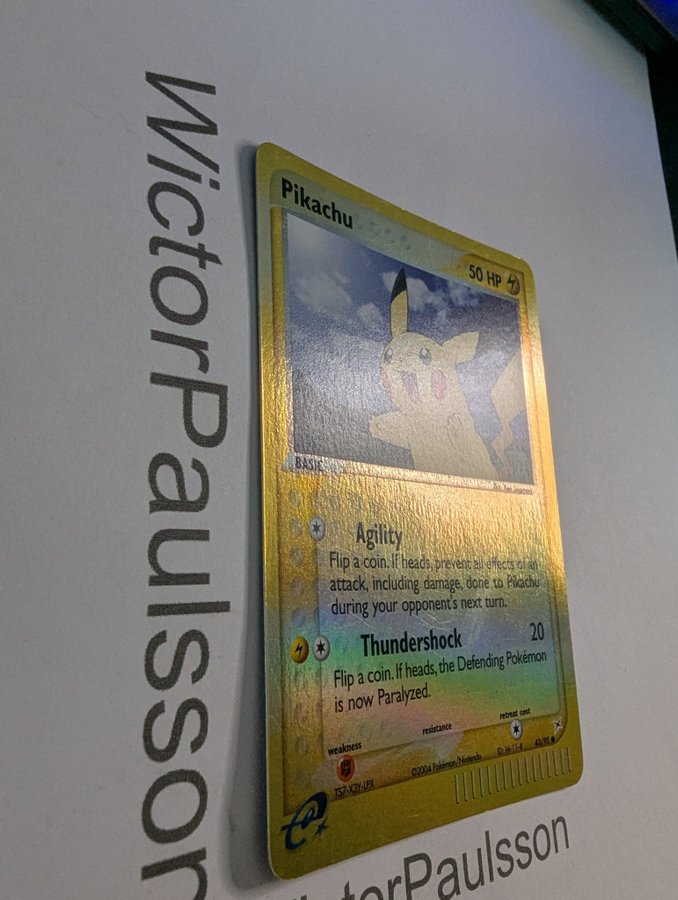 WictorPaulsson
Pikachu
50 HP
BASIC
Agility
Flip a coin. If heads, prevent all effects of an
attack, including damage, done to Pikachu
during your opponent's next turn.
Thundershock 20
Flip a coin. If heads, the Defending Pokémon
is now Paralyzed.
weakness
resistance
retreat cost
©2004 Pokémon/Nintendo
43/95
e
WictorPaulsson